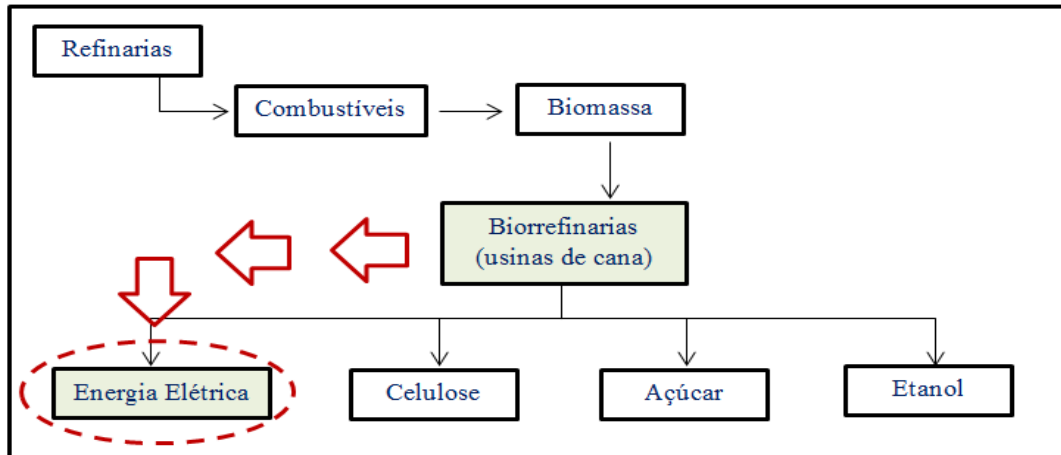 Refinarias
Combustíveis
Biomassa
Biorrefinarias
(usinas de cana)
Energia Elétrica
Celulose
Açúcar
Etanol